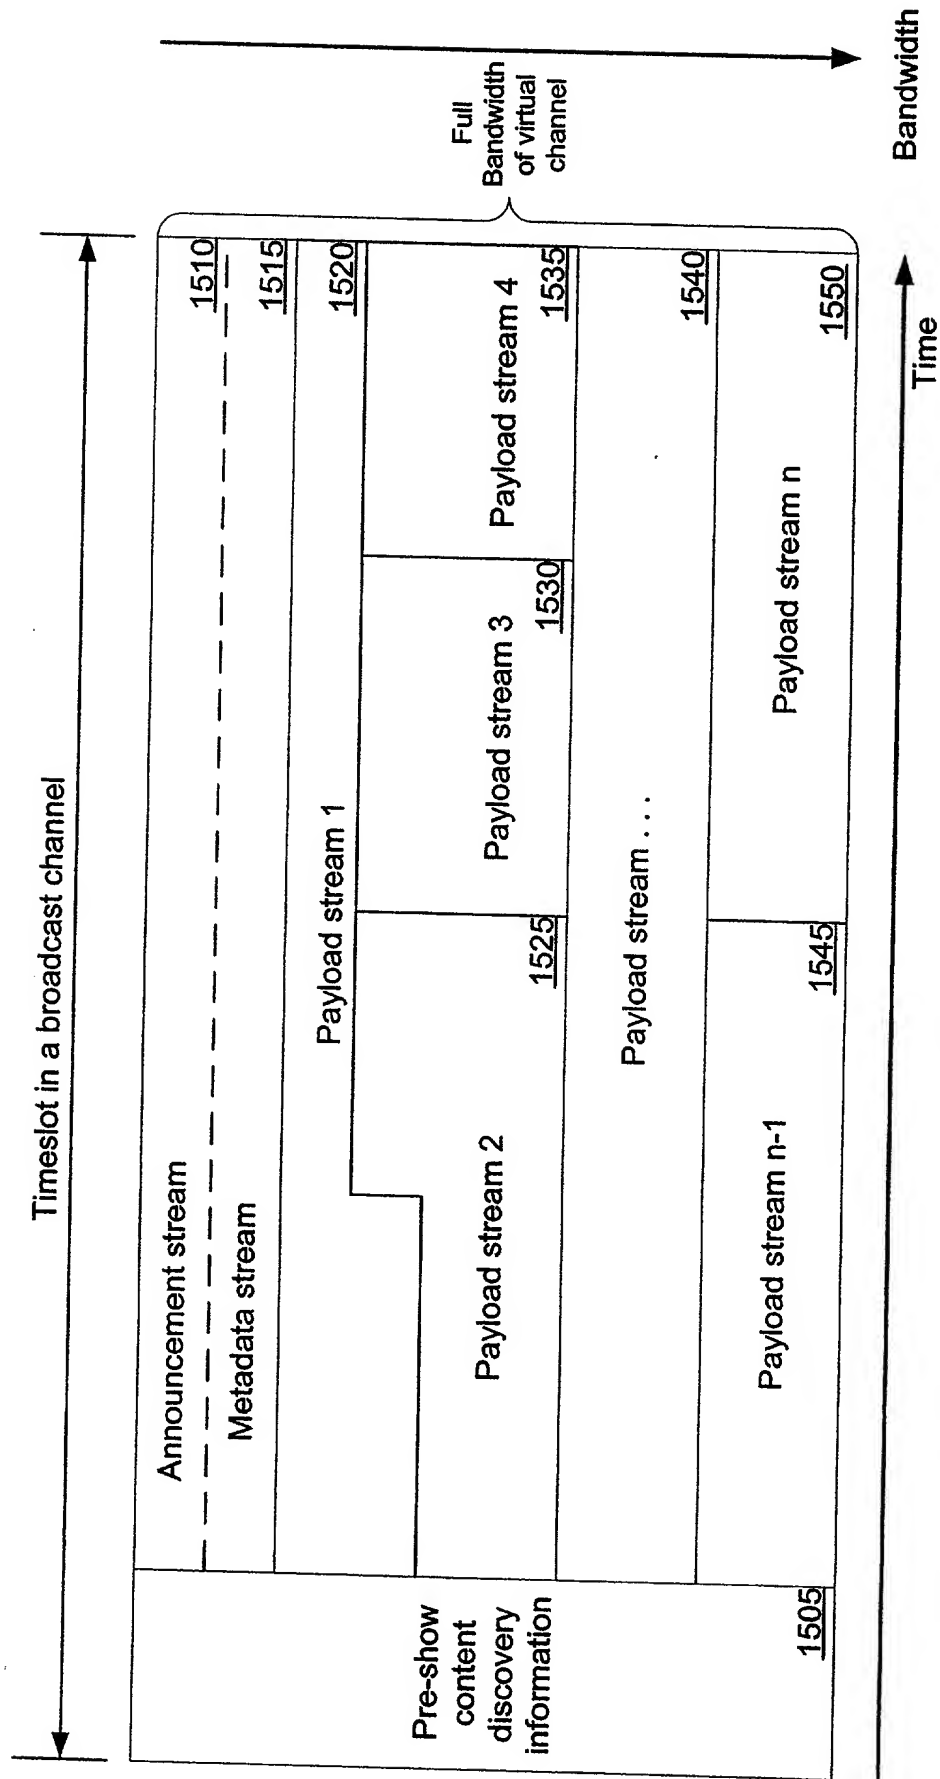 Timeslot in a broadcast channel
Pre-show
content
discovery
information
1505
Announcement stream
1510
Metadata stream
1515
Payload stream 1
1520
Payload stream 2
1525
Payload stream 3
1530
Payload stream 4
1535
Payload stream . . .
1540
Payload stream n-1
1545
Payload stream n
1550
Full
Bandwidth
of virtual
channel
Time
Bandwidth